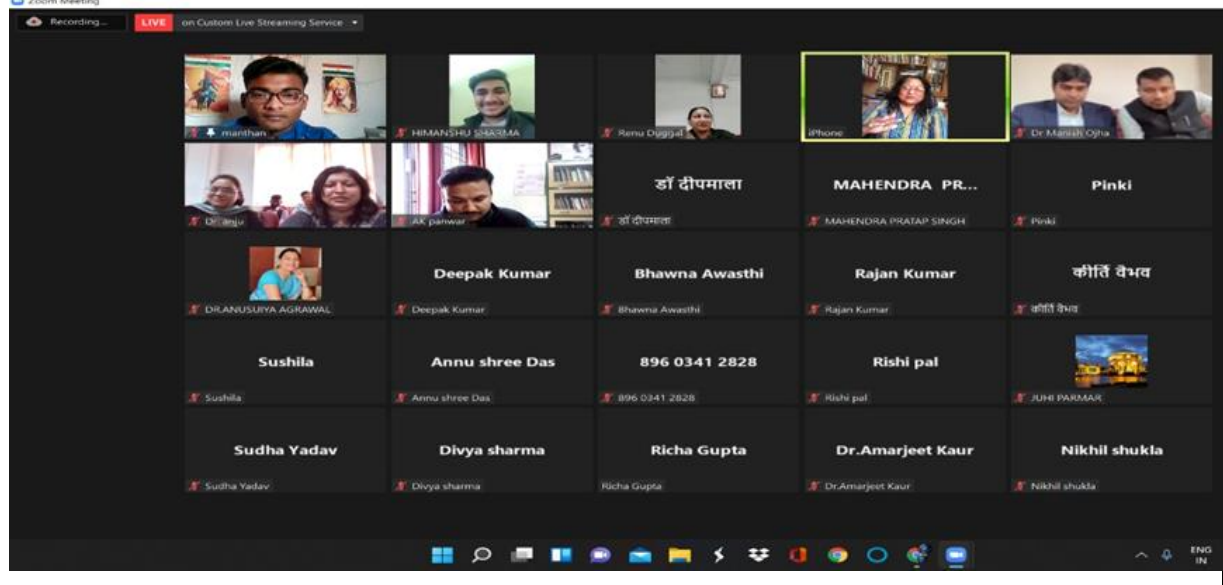 Zoom Meeting
Recording...
LIVE on Custom Live Streaming Service
manthan
HIMANSHU SHARMA
Renu Duggal
iPhone
Dr Manish Ojha
Dr. anju
AK panwar
डॉ दीपमाला
डॉ दीपमाला
MAHENDRA PR...
MAHENDRA PRATAP SINGH
Pinki
Pinki
DR.ANUSUIYA AGRAWAL
Deepak Kumar
Deepak Kumar
Bhawna Awasthi
Bhawna Awasthi
Rajan Kumar
Rajan Kumar
कीर्ति वैभव
कीर्ति वैभव
Sushila
Sushila
Annu shree Das
Annu shree Das
896 0341 2828
896 0341 2828
Rishi pal
Rishi pal
JUHI PARMAR
Sudha Yadav
Sudha Yadav
Divya sharma
Divya sharma
Richa Gupta
Richa Gupta
Dr.Amarjeet Kaur
Dr.Amarjeet Kaur
Nikhil shukla
Nikhil shukla
ENG
IN